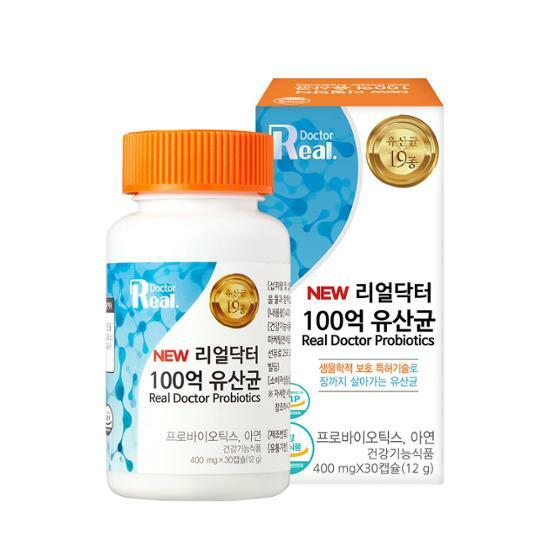 Doctor
Real.
유산균
19종
NEW 리얼닥터
100억 유산균
Real Doctor Probiotics
생물학적 보호 특허기술로
장까지 살아가는 유산균
프로바이오틱스, 아연
건강기능식품
400 mgX30캡슐(12 g)
Doctor
Real.
유산균
19종
NEW 리얼닥터
100억 유산균
Real Doctor Probiotics
프로바이오틱스, 아연
건강기능식품
400 mg×30캡슐(12 g)